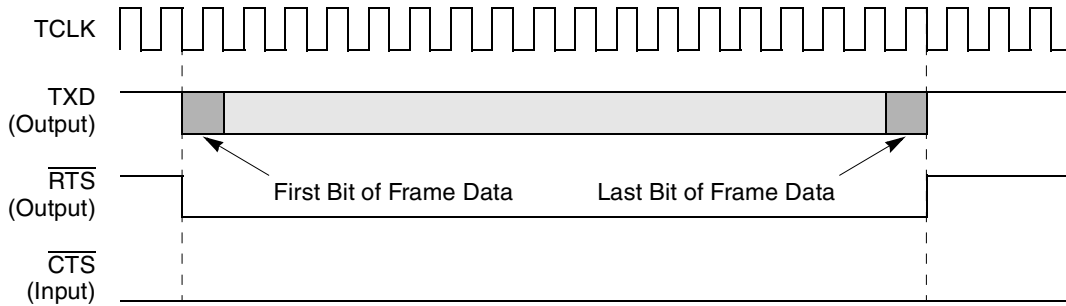 TCLK
TXD
(Output)
RTS
(Output)
First Bit of Frame Data
Last Bit of Frame Data
CTS
(Input)